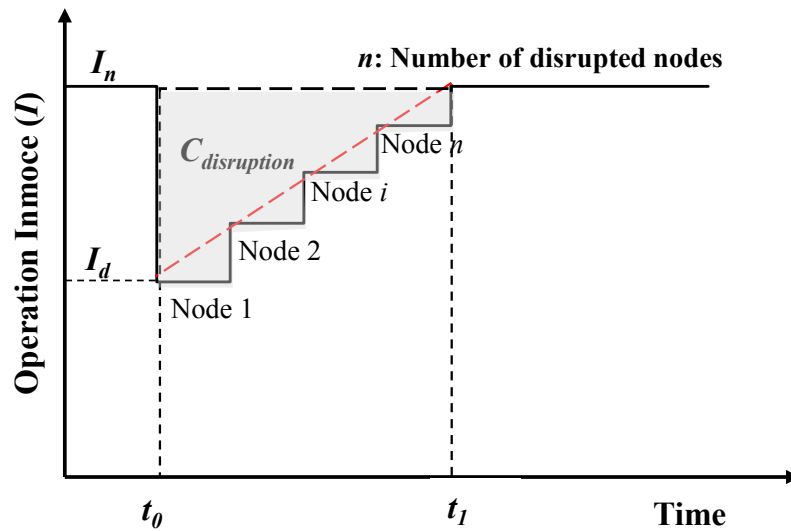 n: Number of disrupted nodes
I_n
C_disruption
Node n
Node i
Node 2
I_d
Node 1
Operation Inmoce (I)
t_0
t_1
Time